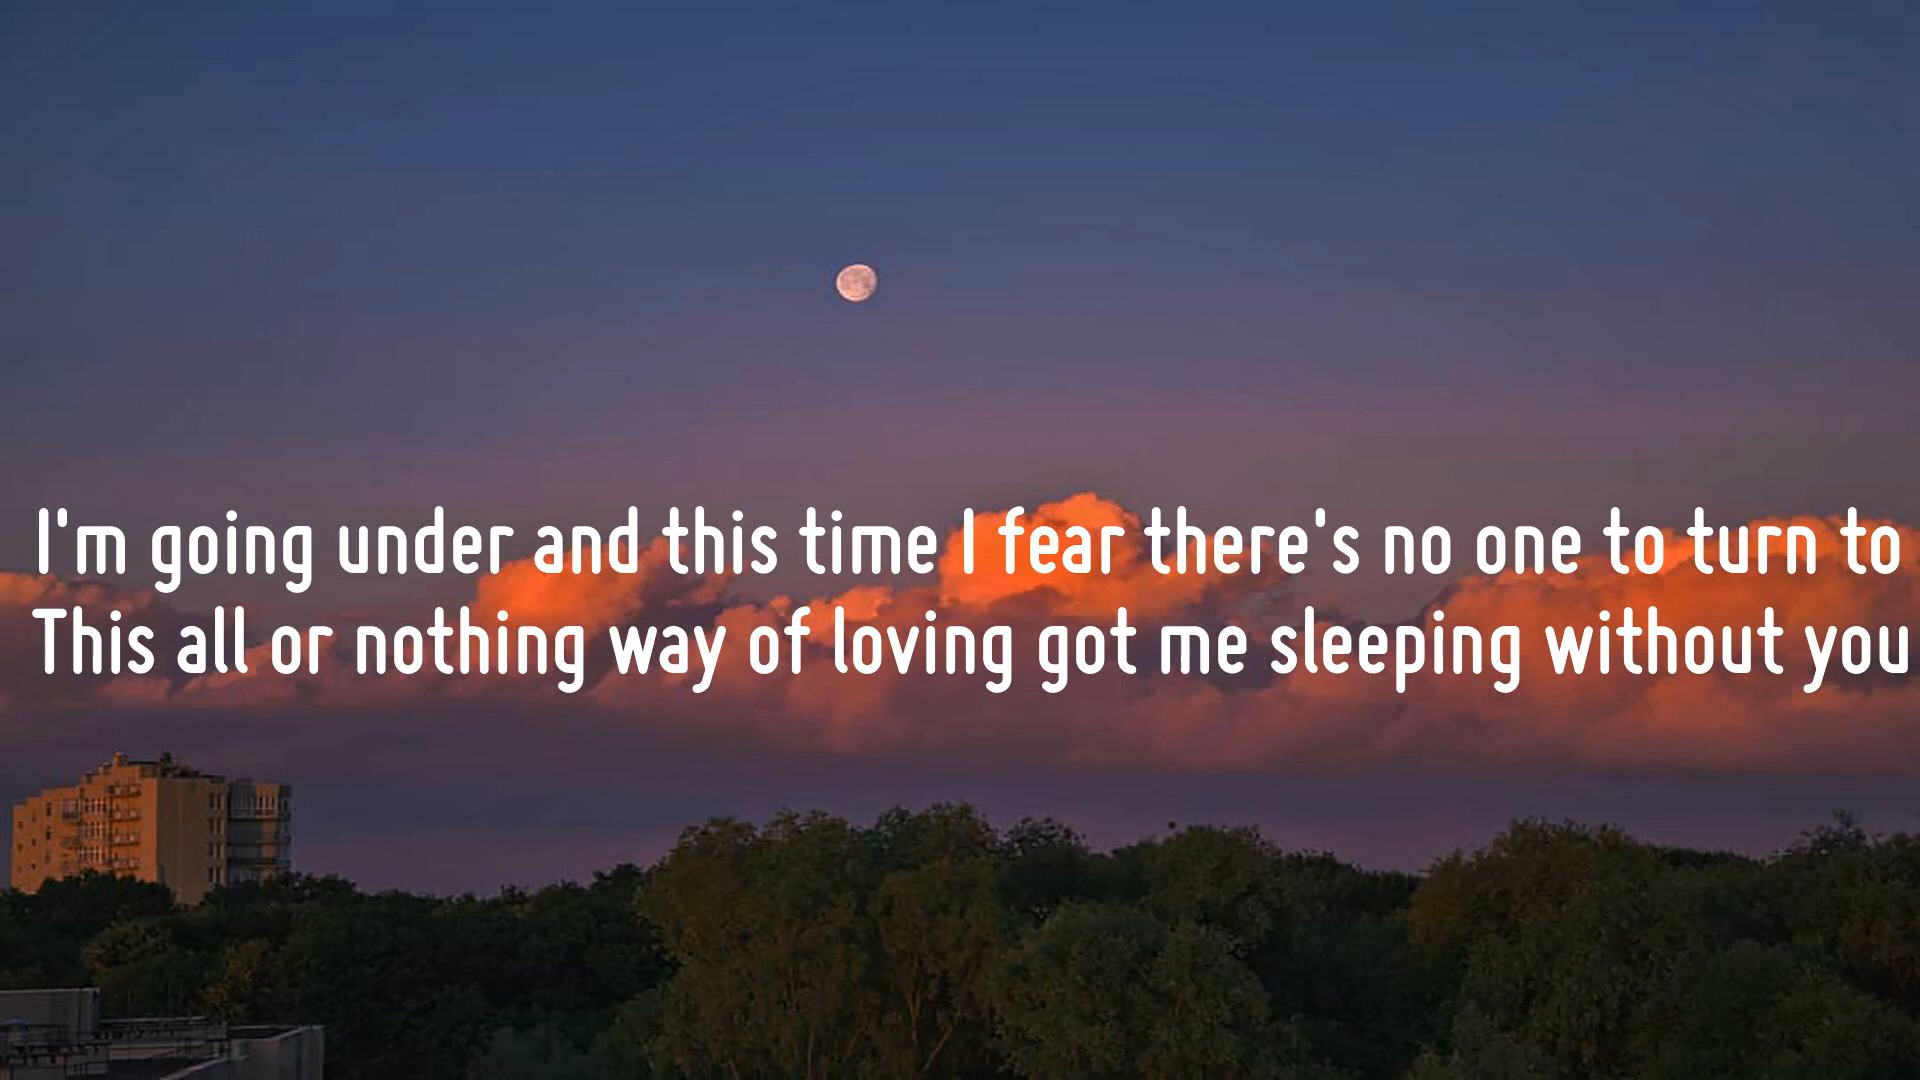 I'm going under and this time I fear there's no one to turn to
This all or nothing way of loving got me sleeping without you